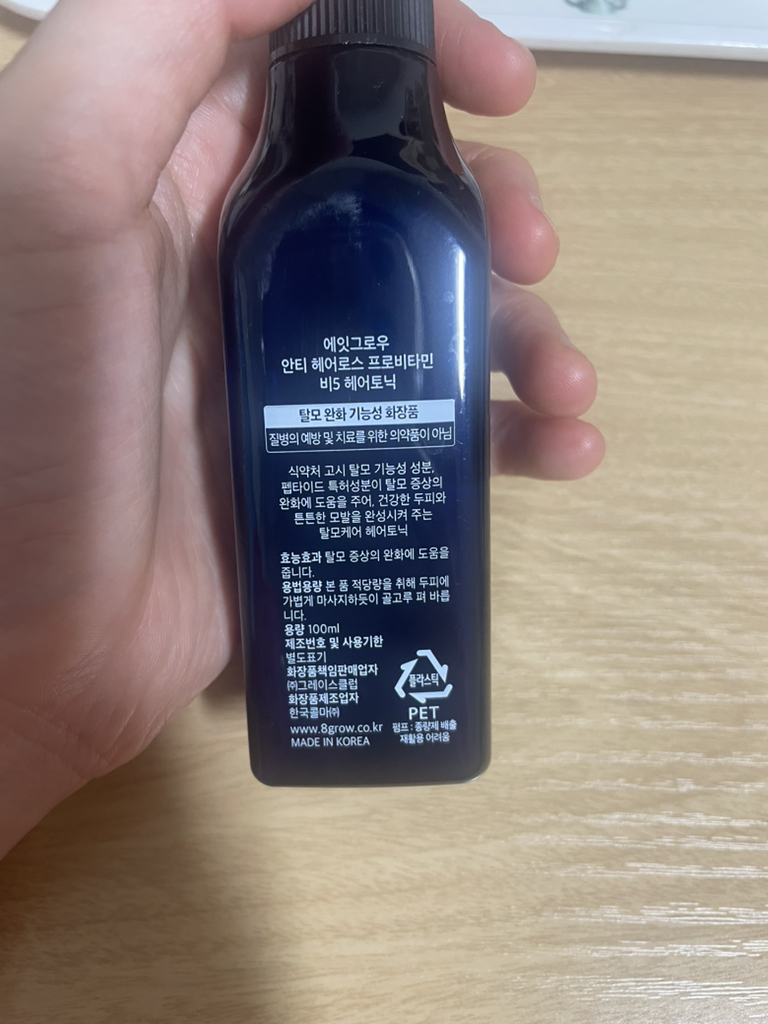 에잇그로우
안티 헤어로스 프로비타민
비5 헤어토닉
탈모 완화 기능성 화장품
질병의 예방 및 치료를 위한 의약품이 아님
식약처 고시 탈모 기능성 성분,
펩타이드 특허성분이 탈모 증상의
완화에 도움을 주어, 건강한 두피와
튼튼한 모발을 완성시켜 주는
탈모케어 헤어토닉
효능효과 탈모 증상의 완화에 도움을
줍니다.
용법용량 본 품 적당량을 취해 두피에
가볍게 마사지하듯이 골고루 펴 바릅
니다.
용량 100ml
제조번호 및 사용기한
별도표기
화장품책임판매업자
㈜그레이스클럽
화장품제조업자
한국콜마㈜
www.8grow.co.kr
MADE IN KOREA
플라스틱
PET
펌프 : 종량제 배출
재활용 어려움